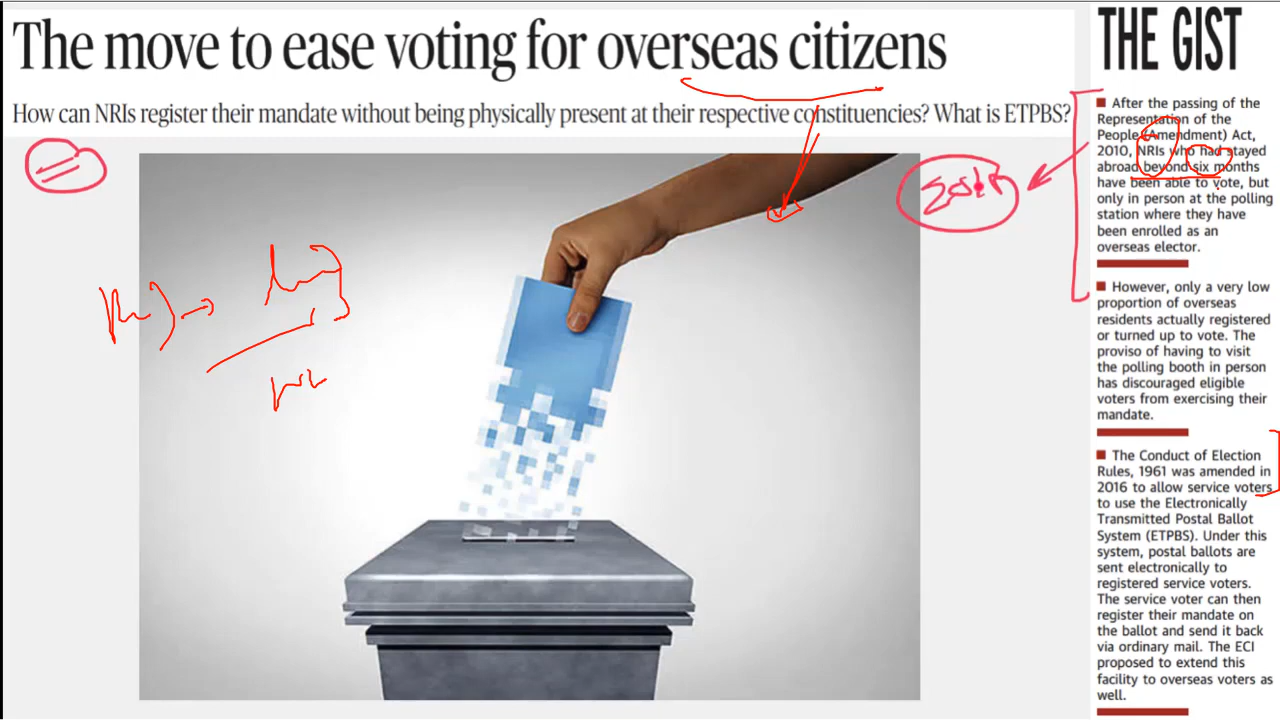 The move to ease voting for overseas citizens
How can NRIs register their mandate without being physically present at their respective constituencies? What is ETPBS?
THE GIST
After the passing of the
Representation of the
People (Amendment) Act,
2010, NRIs who had stayed
abroad beyond six months
have been able to vote, but
only in person at the polling
station where they have
been enrolled as an
overseas elector.
However, only a very low
proportion of overseas
residents actually registered
or turned up to vote. The
proviso of having to visit
the polling booth in person
has discouraged eligible
voters from exercising their
mandate.
The Conduct of Election
Rules, 1961 was amended in
2016 to allow service voters
to use the Electronically
Transmitted Postal Ballot
System (ETPBS). Under this
system, postal ballots are
sent electronically to
registered service voters.
The service voter can then
register their mandate on
the ballot and send it back
via ordinary mail. The ECI
proposed to extend this
facility to overseas voters as
well.